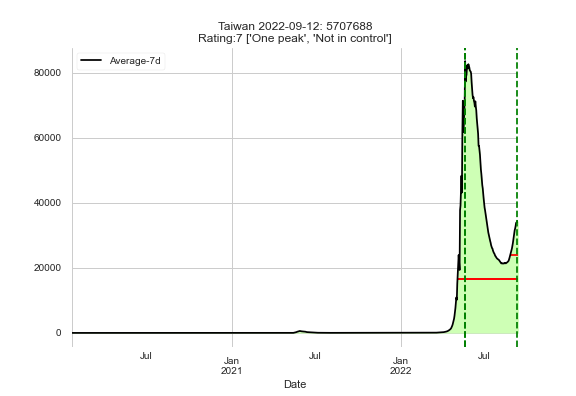 Taiwan 2022-09-12: 5707688
Rating:7 ['One peak', 'Not in control']
Average-7d
80000
60000
40000
20000
0
Jul
Jan
2021
Jul
Jan
2022
Jul
Date